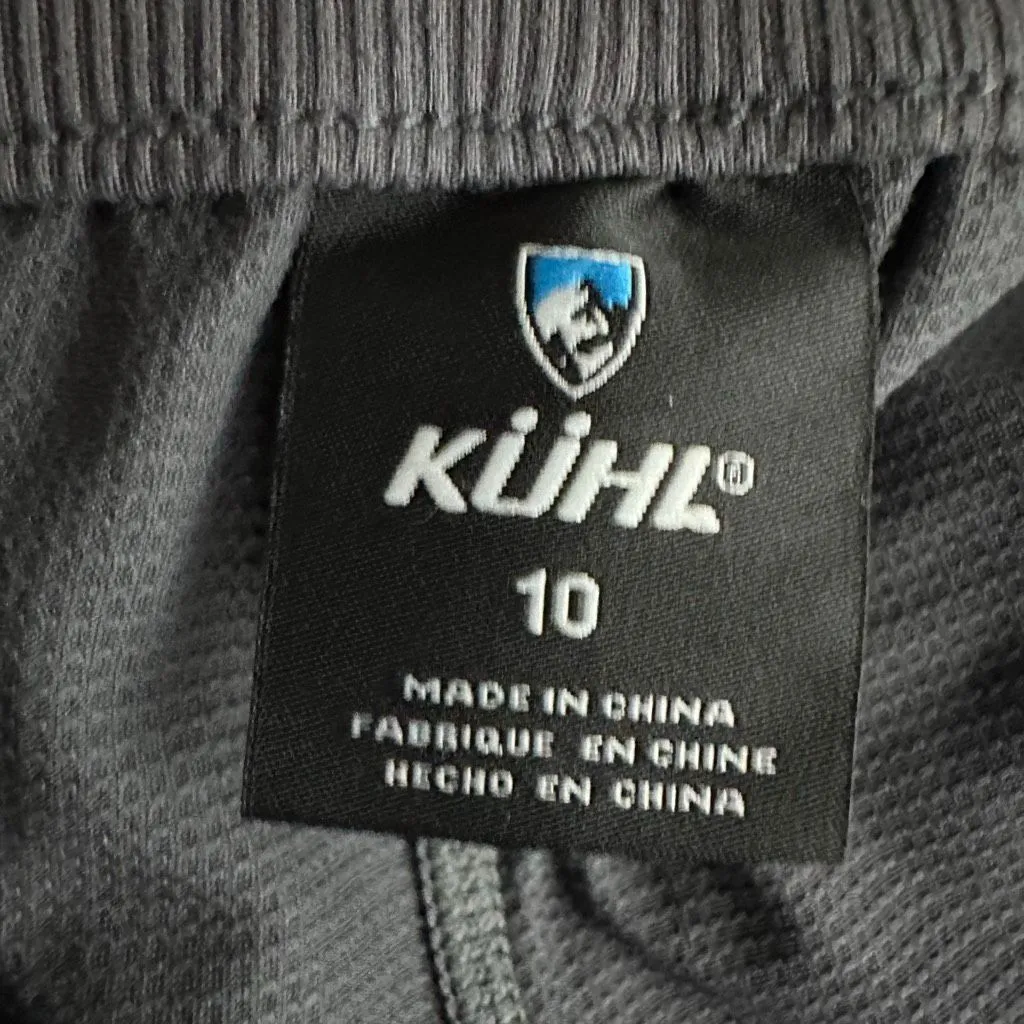 KÜHL®
10
MADE IN CHINA
FABRIQUE EN CHINE
HECHO EN CHINA